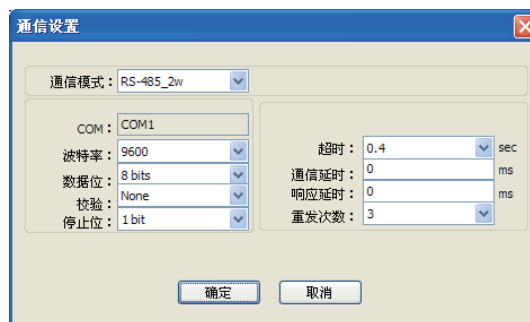 通信设置
通信模式： RS-485_2w
COM： COM1
波特率： 9600
数据位： 8 bits
校验： None
停止位： 1 bit
超时： 0.4 sec
通信延时： 0 ms
响应延时： 0 ms
重发次数： 3
确定 取消